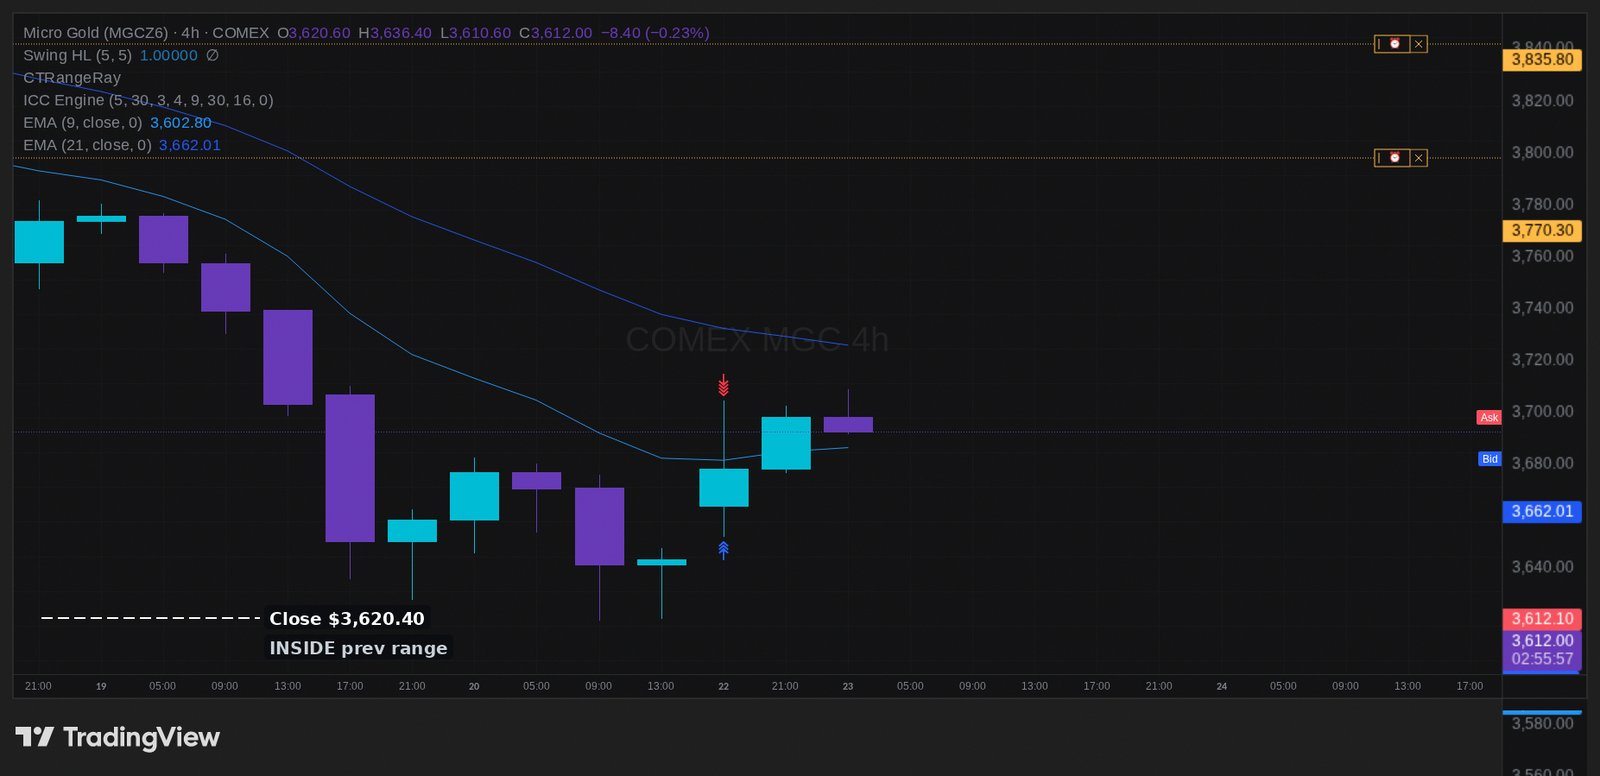 Micro Gold (MGCZ6) · 4h · COMEX O3,620.60 H3,636.40 L3,610.60 C3,612.00 −8.40 (−0.23%)
Swing HL (5, 5) 1.00000 ∅
CTRangeRay
ICC Engine (5, 30, 3, 4, 9, 30, 16, 0)
EMA (9, close, 0) 3,602.80
EMA (21, close, 0) 3,662.01
3,840.00
3,835.80
3,820.00
3,800.00
3,780.00
3,770.30
3,760.00
3,740.00
COMEX MGC 4h
3,720.00
3,700.00
Ask
3,680.00
Bid
3,662.01
3,640.00
Close $3,620.40
3,612.10
INSIDE prev range
3,612.00
02:55:57
21:00 19 05:00 09:00 13:00 17:00 21:00 20 05:00 09:00 13:00 22 21:00 23 05:00 09:00 13:00 17:00 21:00 24 05:00 09:00 13:00 17:00
3,580.00
TradingView
3,560.00